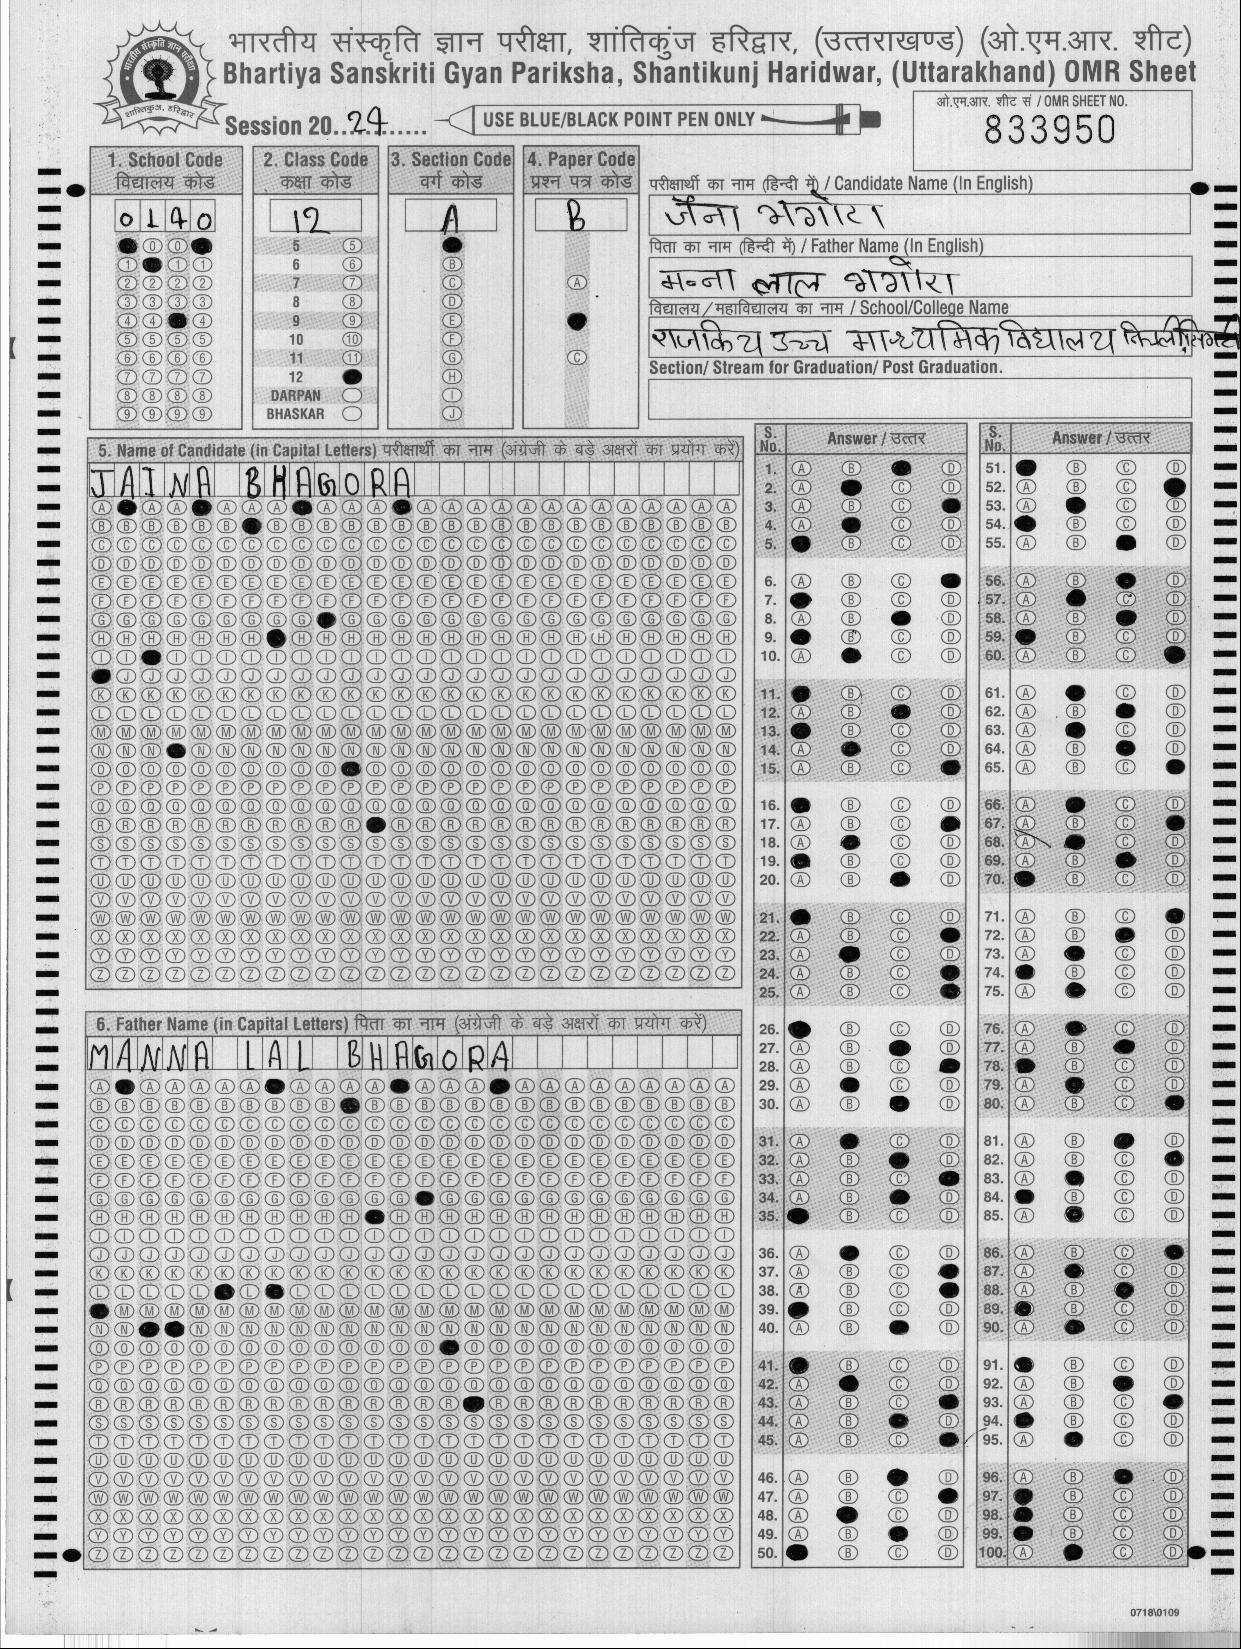 भारतीय संस्कृति ज्ञान परीक्षा, शांतिकुंज हरिद्वार, (उत्तराखण्ड) (ओ.एम.आर. शीट)
Bhartiya Sanskriti Gyan Pariksha, Shantikunj Haridwar, (Uttarakhand) OMR Sheet
शान्तिकुञ्ज, हरिद्वार
Session 20..24.......
USE BLUE/BLACK POINT PEN ONLY
ओ.एम.आर. शीट सं / OMR SHEET NO.
833950
1. School Code
विद्यालय कोड
0140
2. Class Code
कक्षा कोड
12
5
6
7
8
9
10
11
12
DARPAN
BHASKAR
3. Section Code
वर्ग कोड
A
4. Paper Code
प्रश्न पत्र कोड
B
परीक्षार्थी का नाम (हिन्दी में) / Candidate Name (In English)
जैना भगोरा
पिता का नाम (हिन्दी में) / Father Name (In English)
मन्ना लाल भगोरा
विद्यालय/महाविद्यालय का नाम / School/College Name
राजकिय उच्च माध्यमिक विद्यालय
Section/ Stream for Graduation/ Post Graduation.
5. Name of Candidate (in Capital Letters) परीक्षार्थी का नाम (अंग्रेजी के बड़े अक्षरों का प्रयोग करें)
JAINA BHAGORA
6. Father Name (in Capital Letters) पिता का नाम (अंग्रेजी के बड़े अक्षरों का प्रयोग करें)
MANNA LAL BHAGORA
S. No. Answer / उत्तर
S. No. Answer / उत्तर
0718\0109